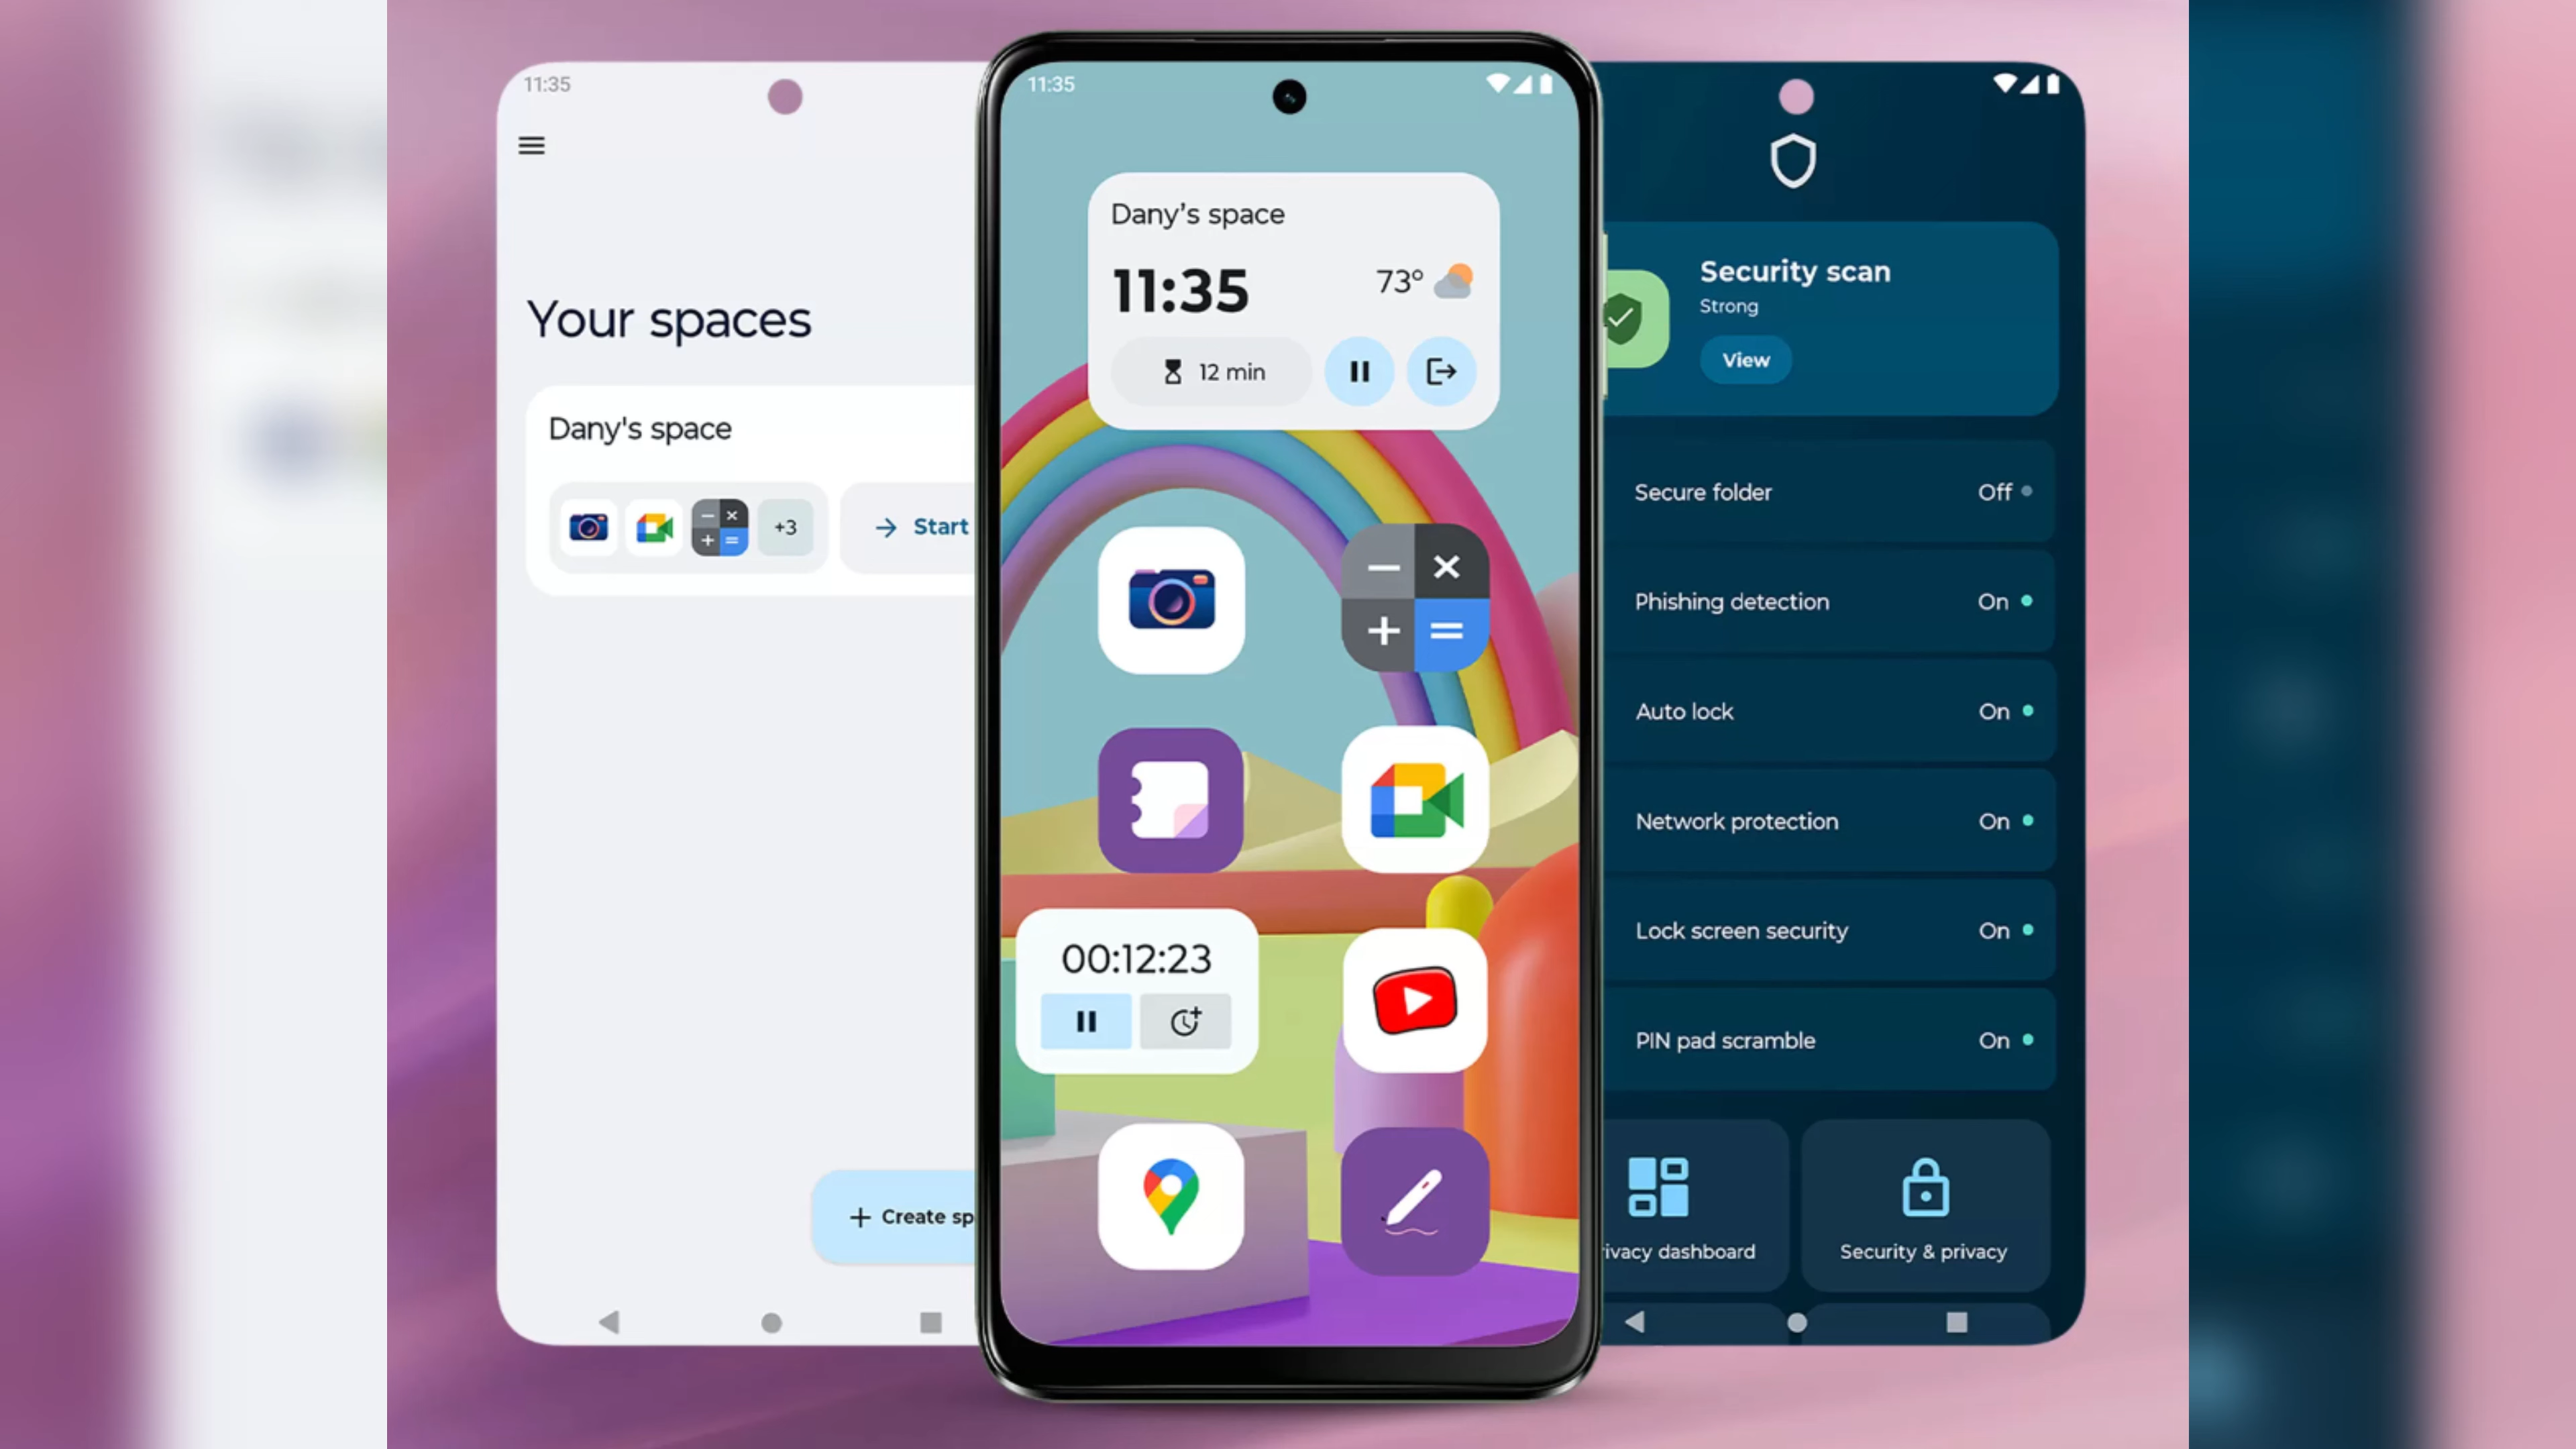 11:35
Your spaces
Dany's space
+3
Start
+ Create sp
11:35
Dany's space
11:35
73°
12 min
00:12:23
Security scan
Strong
View
Secure folder Off
Phishing detection On
Auto lock On
Network protection On
Lock screen security On
PIN pad scramble On
ivacy dashboard
Security & privacy